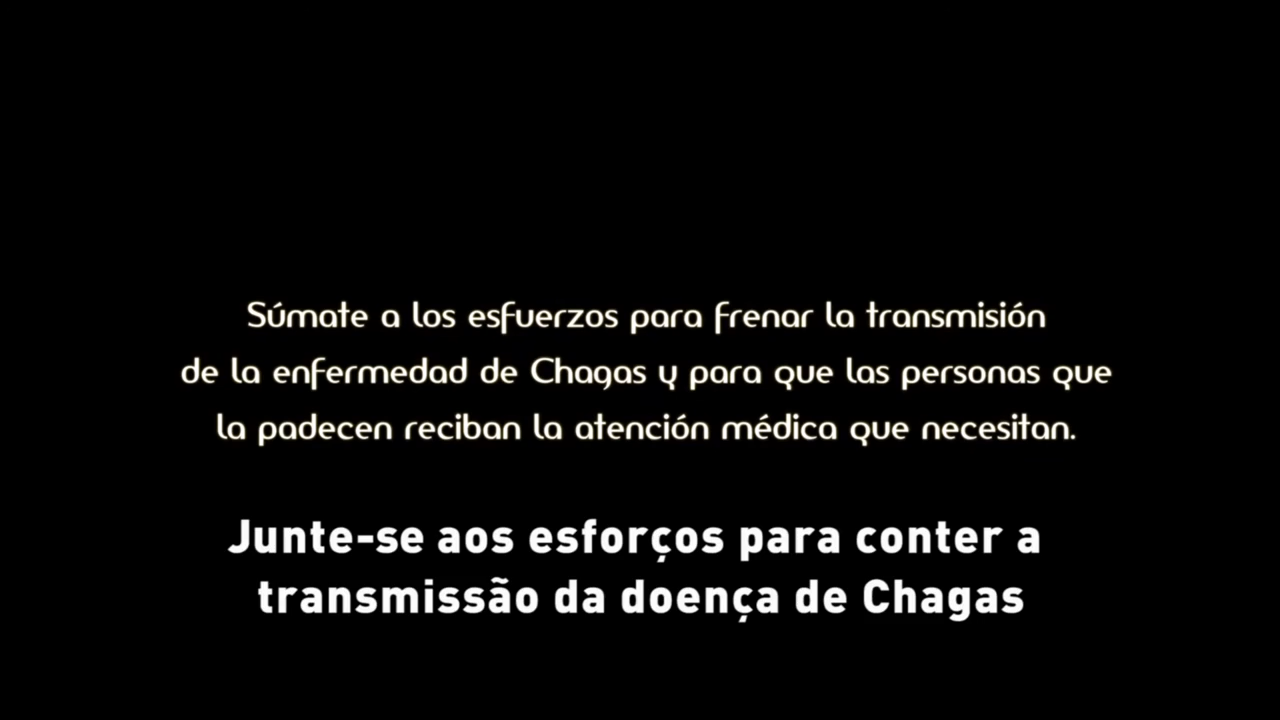 Súmate a los esfuerzos para frenar la transmisión
de la enfermedad de Chagas y para que las personas que
la padecen reciban la atención médica que necesitan.
Junte-se aos esforços para conter a
transmissão da doença de Chagas